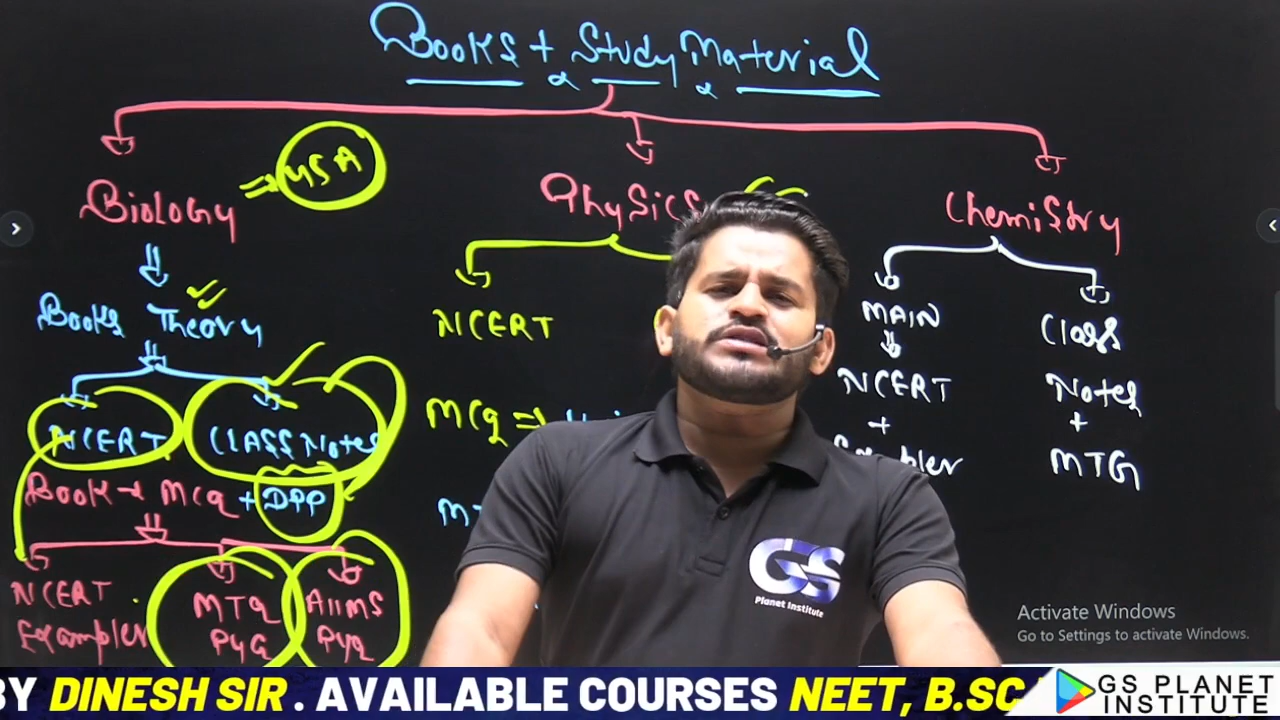 Books + Study Material
Biology
Physics
Chemistry
Books Theory
NCERT
CLASS Notes
Book → MCQ + DPP
NCERT
Exampler
MTG
PYQ
AIIMS
PYQ
NCERT
MCQ ⇒
MAIN
NCERT
+
Class
Notes
+
MTG
GS
Planet Institute
Activate Windows
Go to Settings to activate Windows.
BY DINESH SIR . AVAILABLE COURSES NEET, B.SC
GS PLANET
INSTITUTE